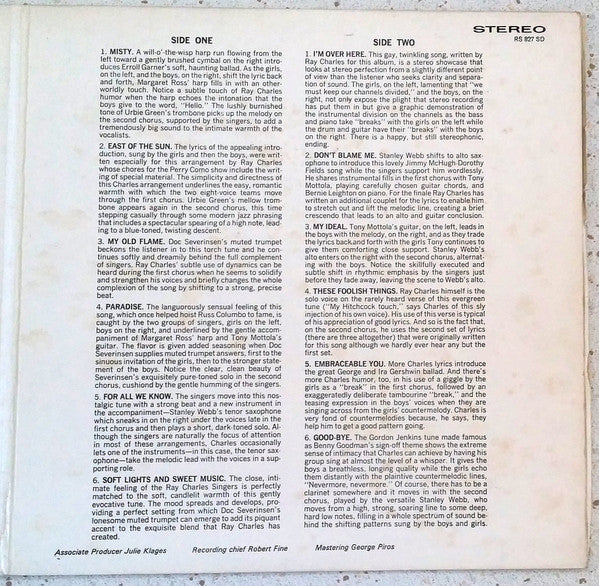 STEREO
RS 827 SD
SIDE ONE
1. MISTY. A will-o'-the-wisp harp run flowing from the
left toward a gently brushed cymbal on the right intro-
duces Erroll Garner's soft, haunting ballad. As the girls,
on the left, and the boys, on the right, shift the lyric back
and forth, Margaret Ross' harp fills in with an other-
worldly touch. Notice a subtle touch of Ray Charles
humor when the harp echoes the intonation that the
boys give to the word, "Hello." The lushly burnished
tone of Urbie Green's trombone picks up the melody on
the second chorus, supported by the singers, to add a
tremendously big sound to the intimate warmth of the
vocalists.
2. EAST OF THE SUN. The lyrics of the appealing intro-
duction, sung by the girls and then the boys, were writ-
ten especially for this arrangement by Ray Charles
whose chores for the Perry Como show include the writ-
ing of special material. The simplicity and directness of
this Charles arrangement underlines the easy, romantic
warmth with which the two eight-voice teams move
through the first chorus. Urbie Green's mellow trom-
bone appears again in the second chorus, this time
stepping casually through some modern jazz phrasing
that includes a spectacular spearing of a high note, lead-
ing to a blue-toned, twisting descent.
3. MY OLD FLAME. Doc Severinsen's muted trumpet
beckons the listener in to this torch tune and he con-
tinues softly and dreamily behind the full complement
of singers. Ray Charles' subtle use of dynamics can be
heard during the first chorus when he seems to solidify
and strengthen his voices and briefly changes the whole
complexion of the song by shifting to a strong, precise
beat.
4. PARADISE. The languorous sensual feeling of this
song, which once helped hoist Russ Columbo to fame, is
caught by the two groups of singers, girls on the left,
boys on the right, and underlined by the gentle accom-
paniment of Margaret Ross' harp and Tony Mottola's
guitar. The flavor is given added seasoning when Doc
Severinsen supplies muted trumpet answers, first to the
sinuous invitation of the girls, then to the stronger state-
ment of the boys. Notice the clear, clean beauty of
Severinsen's exquisitely pure-toned solo in the second
chorus, cushioned by the gentle humming of the singers.
5. FOR ALL WE KNOW. The singers move into this nos-
talgic tune with a strong beat and a new instrument in
the accompaniment—Stanley Webb's tenor saxophone
which sneaks in on the right under the voices late in the
first chorus and then plays a short, dark-toned solo. Al-
though the singers are naturally the focus of attention
in most of these arrangements, Charles occasionally
lets one of the instruments—in this case, the tenor sax-
ophone—take the melodic lead with the voices in a sup-
porting role.
6. SOFT LIGHTS AND SWEET MUSIC. The close, inti-
mate feeling of the Ray Charles Singers is perfectly
matched to the soft, candlelit warmth of this gently
evocative tune. The mood spreads and develops, pro-
viding a perfect setting from which Doc Severinsen's
lonesome muted trumpet can emerge to add its piquant
accent to the exquisite blend that Ray Charles has
created.
SIDE TWO
1. I'M OVER HERE. This gay, twinkling song, written by
Ray Charles for this album, is a stereo showcase that
looks at stereo perfection from a slightly different point
of view than the listener who seeks clarity and separa-
tion of sound. The girls, on the left, lamenting that "we
must keep our channels divided," and the boys, on the
right, not only expose the plight that stereo recording
has put them in but give a graphic demonstration of
the instrumental division on the channels as the bass
and piano take "breaks" with the girls on the left while
the drum and guitar have their "breaks" with the boys
on the right. There is a happy, but still stereophonic,
ending.
2. DON'T BLAME ME. Stanley Webb shifts to alto sax-
ophone to introduce this lovely Jimmy McHugh-Dorothy
Fields song while the singers support him wordlessly.
He shares instrumental fills in the first chorus with Tony
Mottola, playing carefully chosen guitar chords, and
Bernie Leighton on piano. For the finale Ray Charles has
written an additional couplet for the lyrics to enable him
to stretch out and lift the melodic line, creating a brief
crescendo that leads to an alto and guitar conclusion.
3. MY IDEAL. Tony Mottola's guitar, on the left, leads in
the boys with the melody, on the right, and as they trade
the lyrics back and forth with the girls Tony continues to
give them comforting close support. Stanley Webb's
alto enters on the right with the second chorus, alternat-
ing with the boys. Notice the skillfully executed and
subtle shift in rhythmic emphasis by the singers just
before they fade away, leaving the scene to Webb's alto.
4. THESE FOOLISH THINGS. Ray Charles himself is the
solo voice on the rarely heard verse of this evergreen
tune ("My Hitchcock touch," says Charles of this sly
injection of his own voice). His use of this verse is typical
of his appreciation of good lyrics. And so is the fact that,
on the second chorus, he uses the second set of lyrics
(there are three altogether) that were originally written
for this song although we hardly ever hear any but the
first set.
5. EMBRACEABLE YOU. More Charles lyrics introduce
the great George and Ira Gershwin ballad. And there's
more Charles humor, too, in his use of a giggle by the
girls as a "break" in the first chorus, followed by an
exaggeratedly deliberate tambourine "break," and the
teasing expression in the boys' voices when they are
singing across from the girls' countermelody. Charles is
very fond of countermelodies because, he says, they
help him to get a good pattern going.
6. GOOD-BYE. The Gordon Jenkins tune made famous
as Benny Goodman's sign-off theme shows the extreme
sense of intimacy that Charles can achieve by having his
group sing at almost the level of a whisper. It gives the
boys a breathless, longing quality while the girls echo
them distantly with the plaintive countermelodic lines,
"Nevermore, nevermore." Of course, there has to be a
clarinet somewhere and it moves in with the second
chorus, played by the versatile Stanley Webb, who
moves from a high, strong, soaring line to some deep,
hard low notes, filling in a whole spectrum of sound be-
hind the shifting patterns sung by the boys and girls.
Associate Producer Julie Klages Recording chief Robert Fine Mastering George Piros